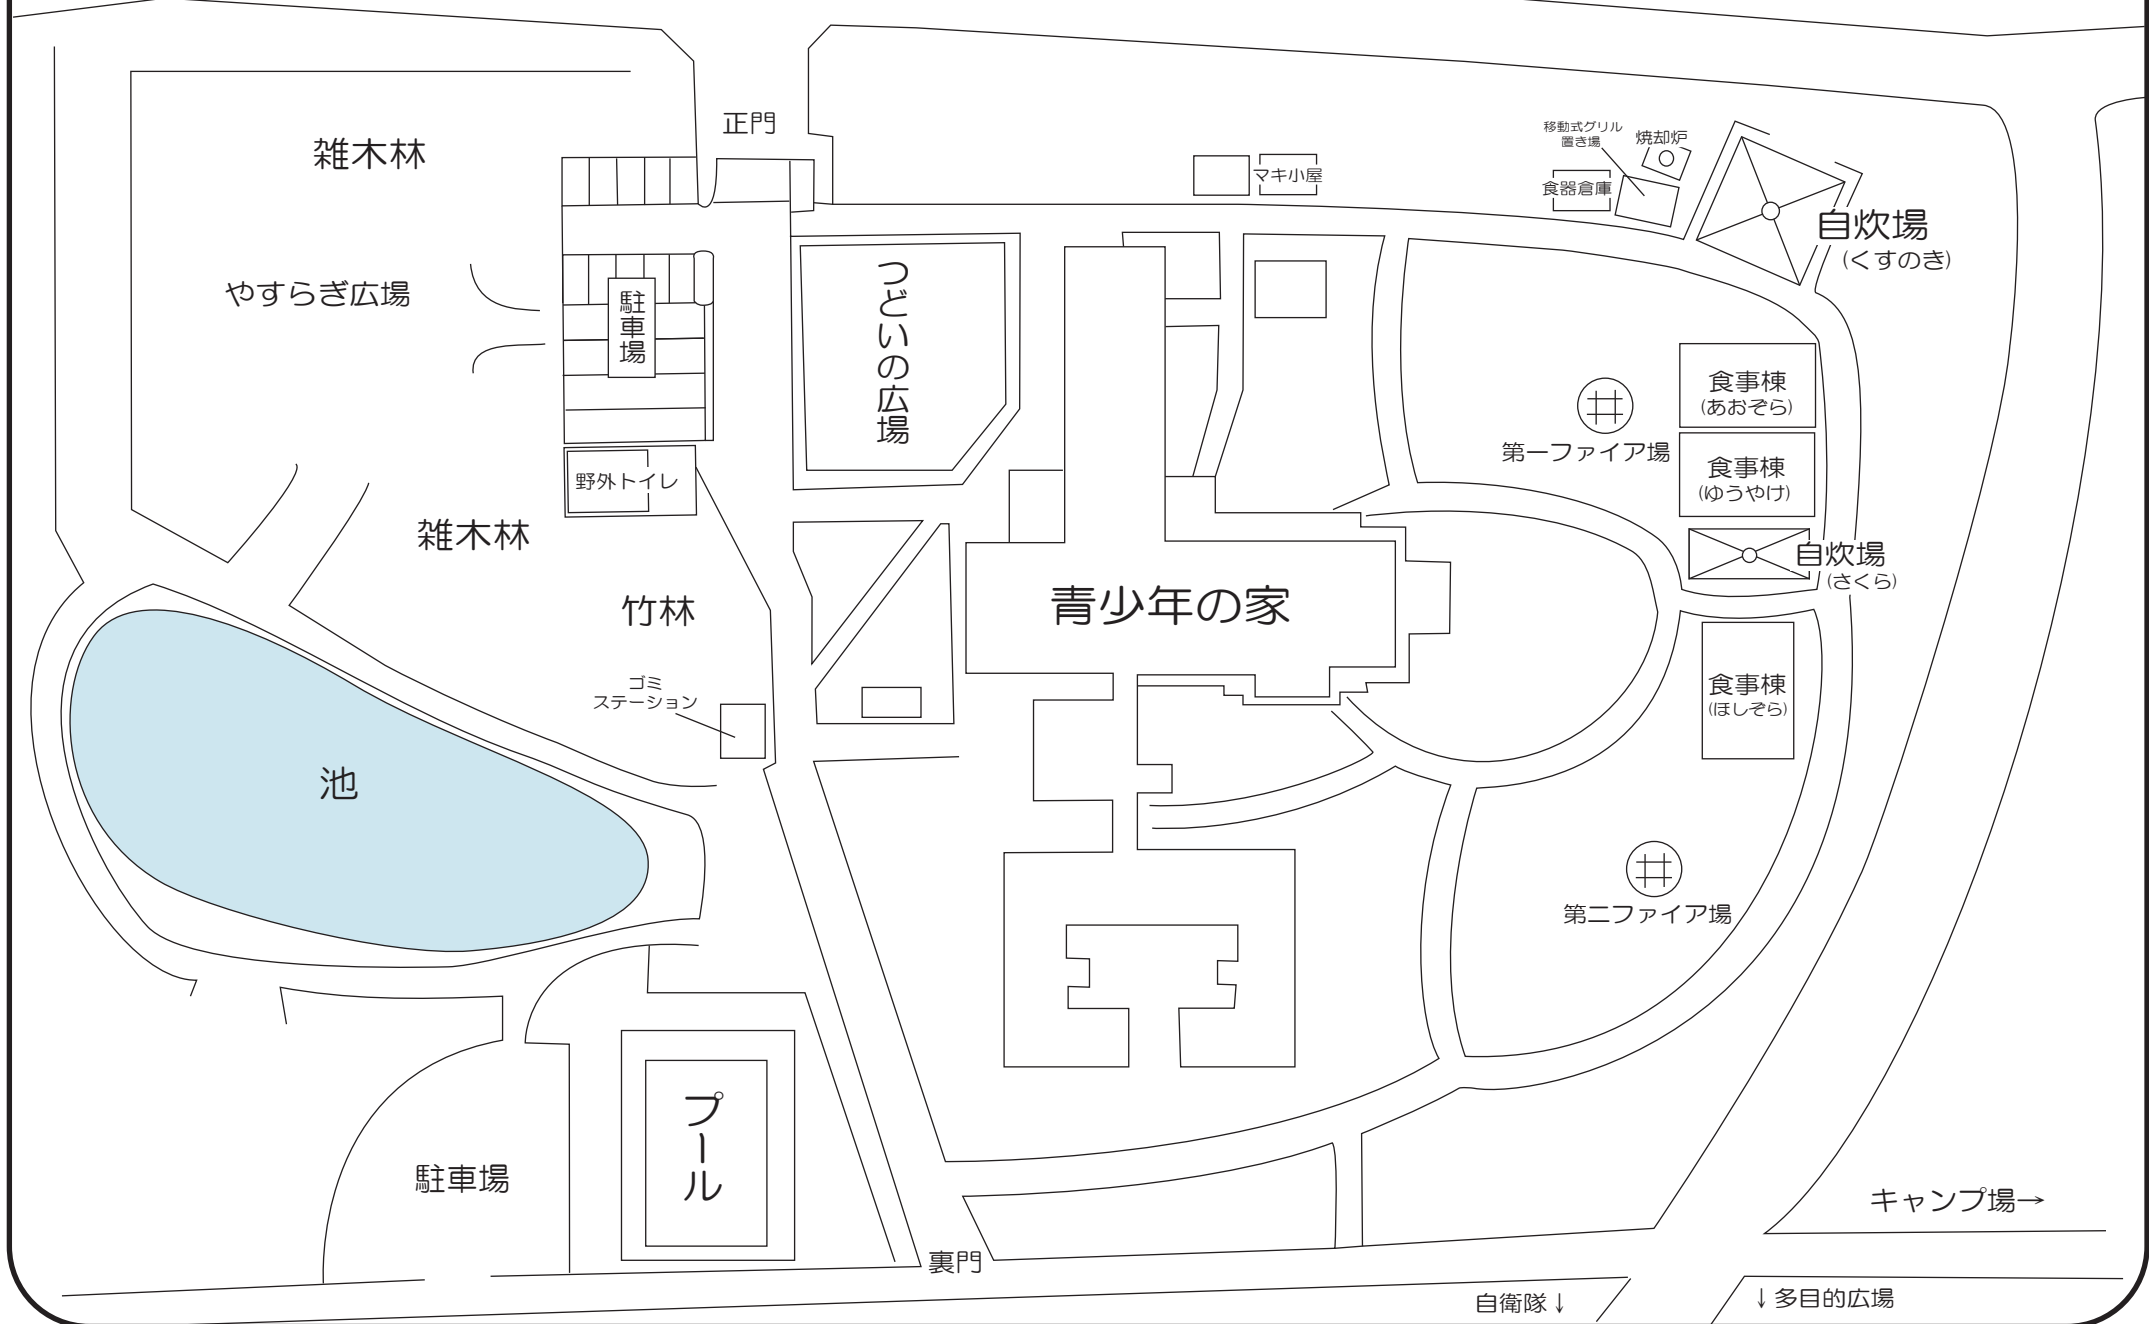 正門
移動式グリル
置き場
焼却炉
雑木林
マキ小屋
食器倉庫
自炊場
(くすのき)
やすらぎ広場
駐車場
つどいの広場
食事棟
(あおぞら)
第一ファイア場
食事棟
(ゆうやけ)
野外トイレ
雑木林
自炊場
(さくら)
竹林
青少年の家
ゴミ
ステーション
食事棟
(ほしぞら)
池
第二ファイア場
プール
駐車場
キャンプ場→
裏門
自衛隊↓
↓多目的広場